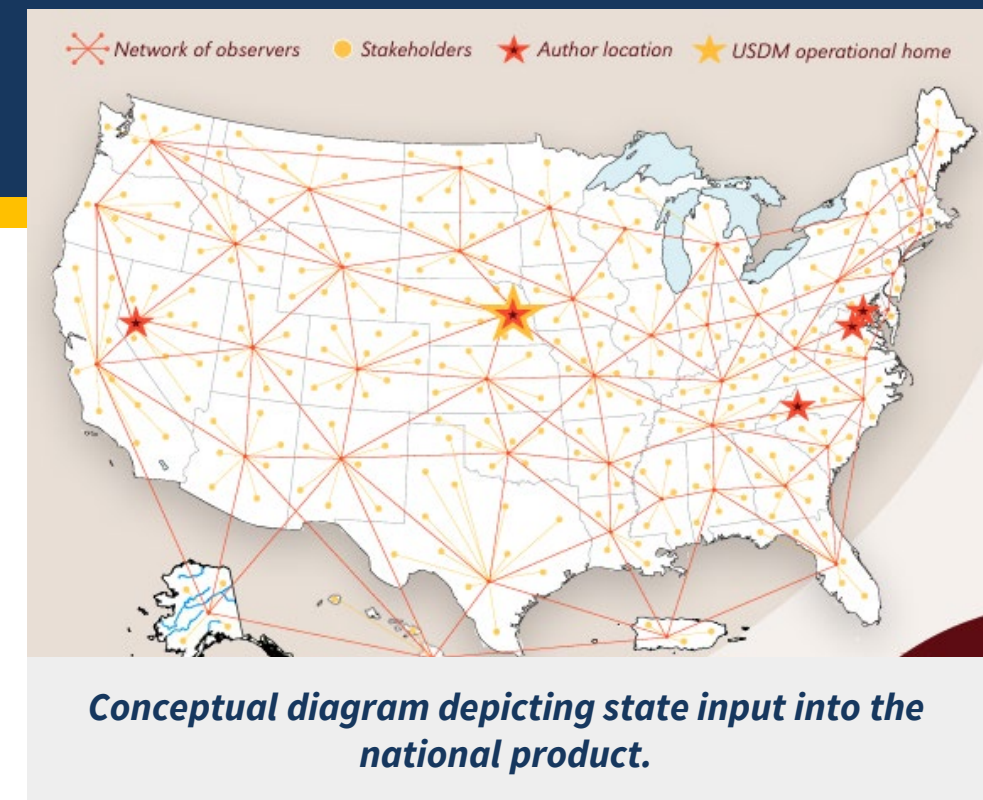 Network of observers Stakeholders Author location USDM operational home
Conceptual diagram depicting state input into the
national product.